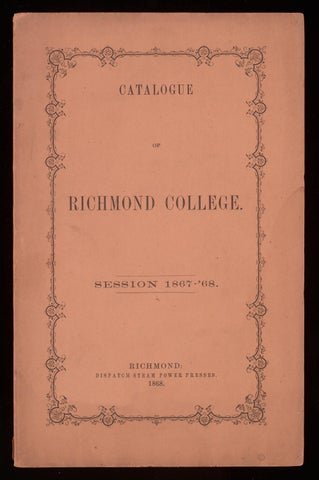 CATALOGUE
OF
RICHMOND COLLEGE.
SESSION 1867-'68.
RICHMOND:
DISPATCH STEAM POWER PRESSES.
1868.